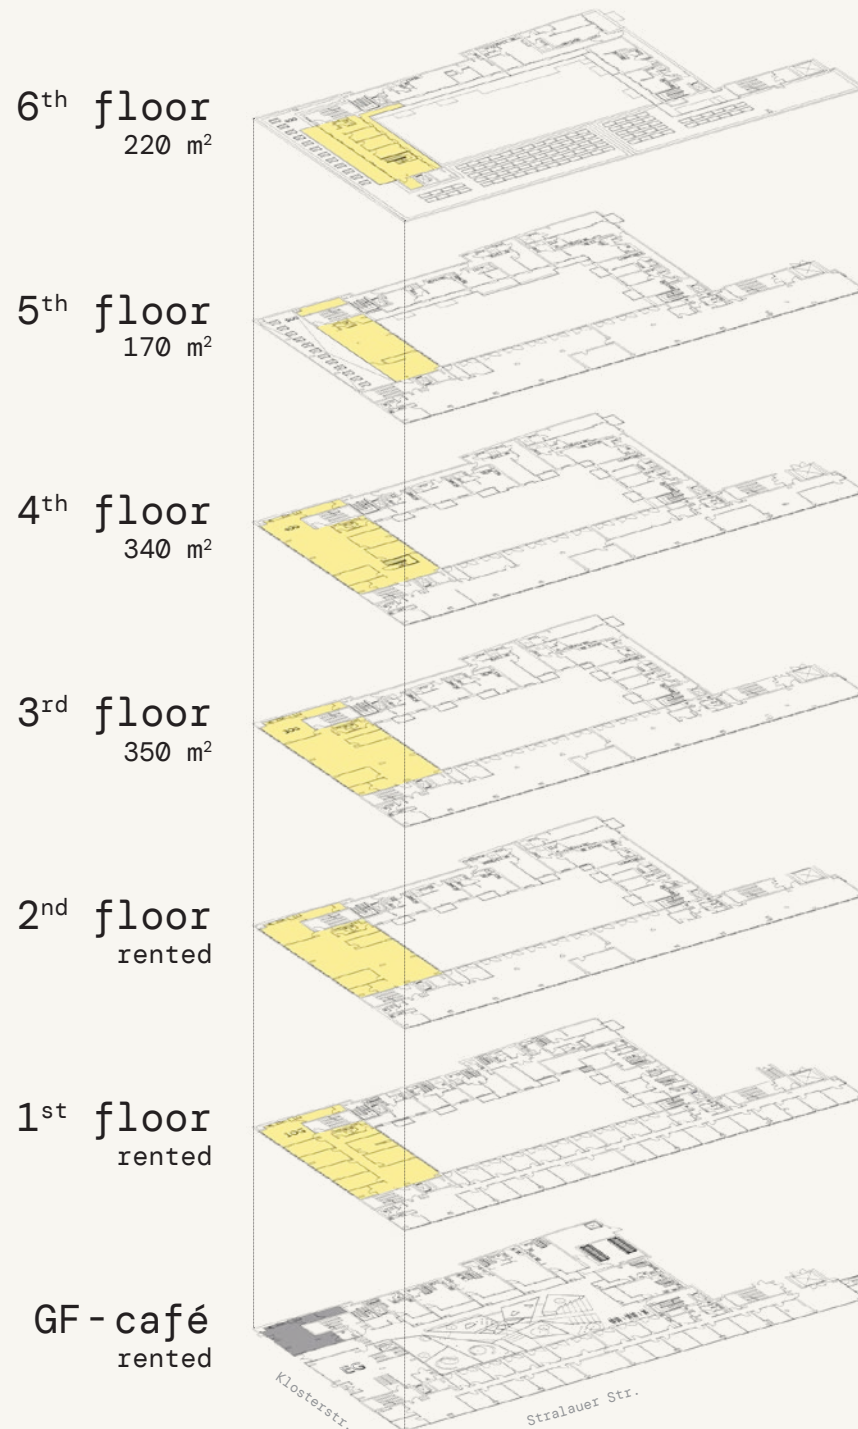 6th floor
220 m²
5th floor
170 m²
4th floor
340 m²
3rd floor
350 m²
2nd floor
rented
1st floor
rented
GF-café
rented
Klosterstr.
Stralauer Str.